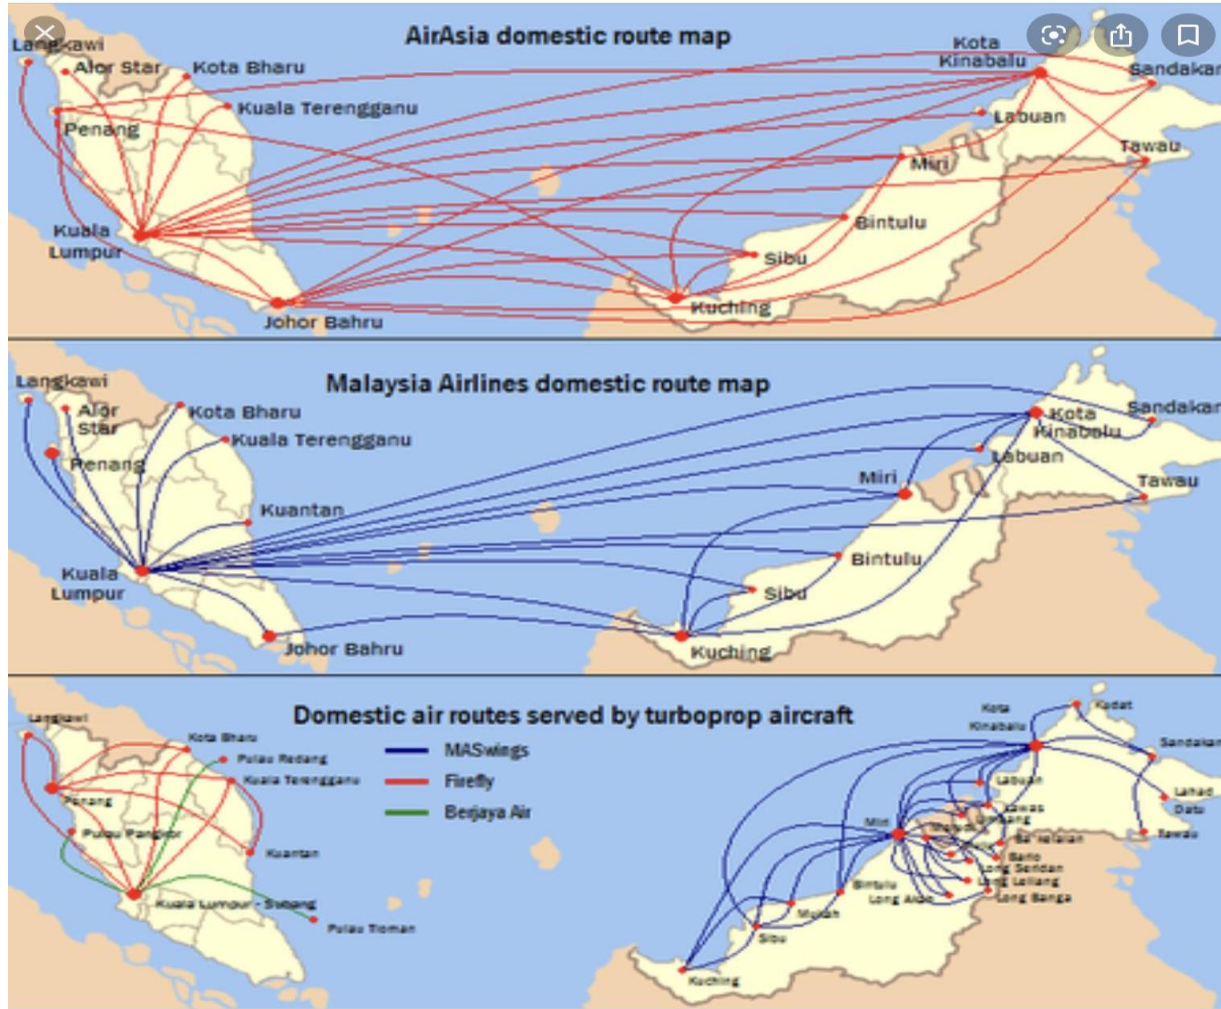 AirAsia domestic route map
Langkawi
Alor Star
Kota Bharu
Kuala Terengganu
Penang
Kuala
Lumpur
Johor Bahru
Kota
Kinabalu
Sandakan
Labuan
Tawau
Miri
Bintulu
Sibu
Kuching
Malaysia Airlines domestic route map
Langkawi
Alor
Star
Kota Bharu
Kuala Terengganu
Penang
Kuantan
Kuala
Lumpur
Johor Bahru
Kota
Kinabalu
Sandakan
Labuan
Miri
Tawau
Bintulu
Sibu
Kuching
Domestic air routes served by turboprop aircraft
MASwings
Firefly
Berjaya Air
Langkawi
Kota Bharu
Pulau Redang
Kuala Terengganu
Penang
Pulau Pangkor
Kuantan
Kuala Lumpur - Subang
Pulau Tioman
Kota
Kinabalu
Kudat
Sandakan
Labuan
Lahad
Datu
Lawas
Limbang
Miri
Tawau
Ba'kelalan
Bario
Long Seridan
Long Lellang
Long Akah
Long Banga
Bintulu
Mukah
Sibu
Kuching